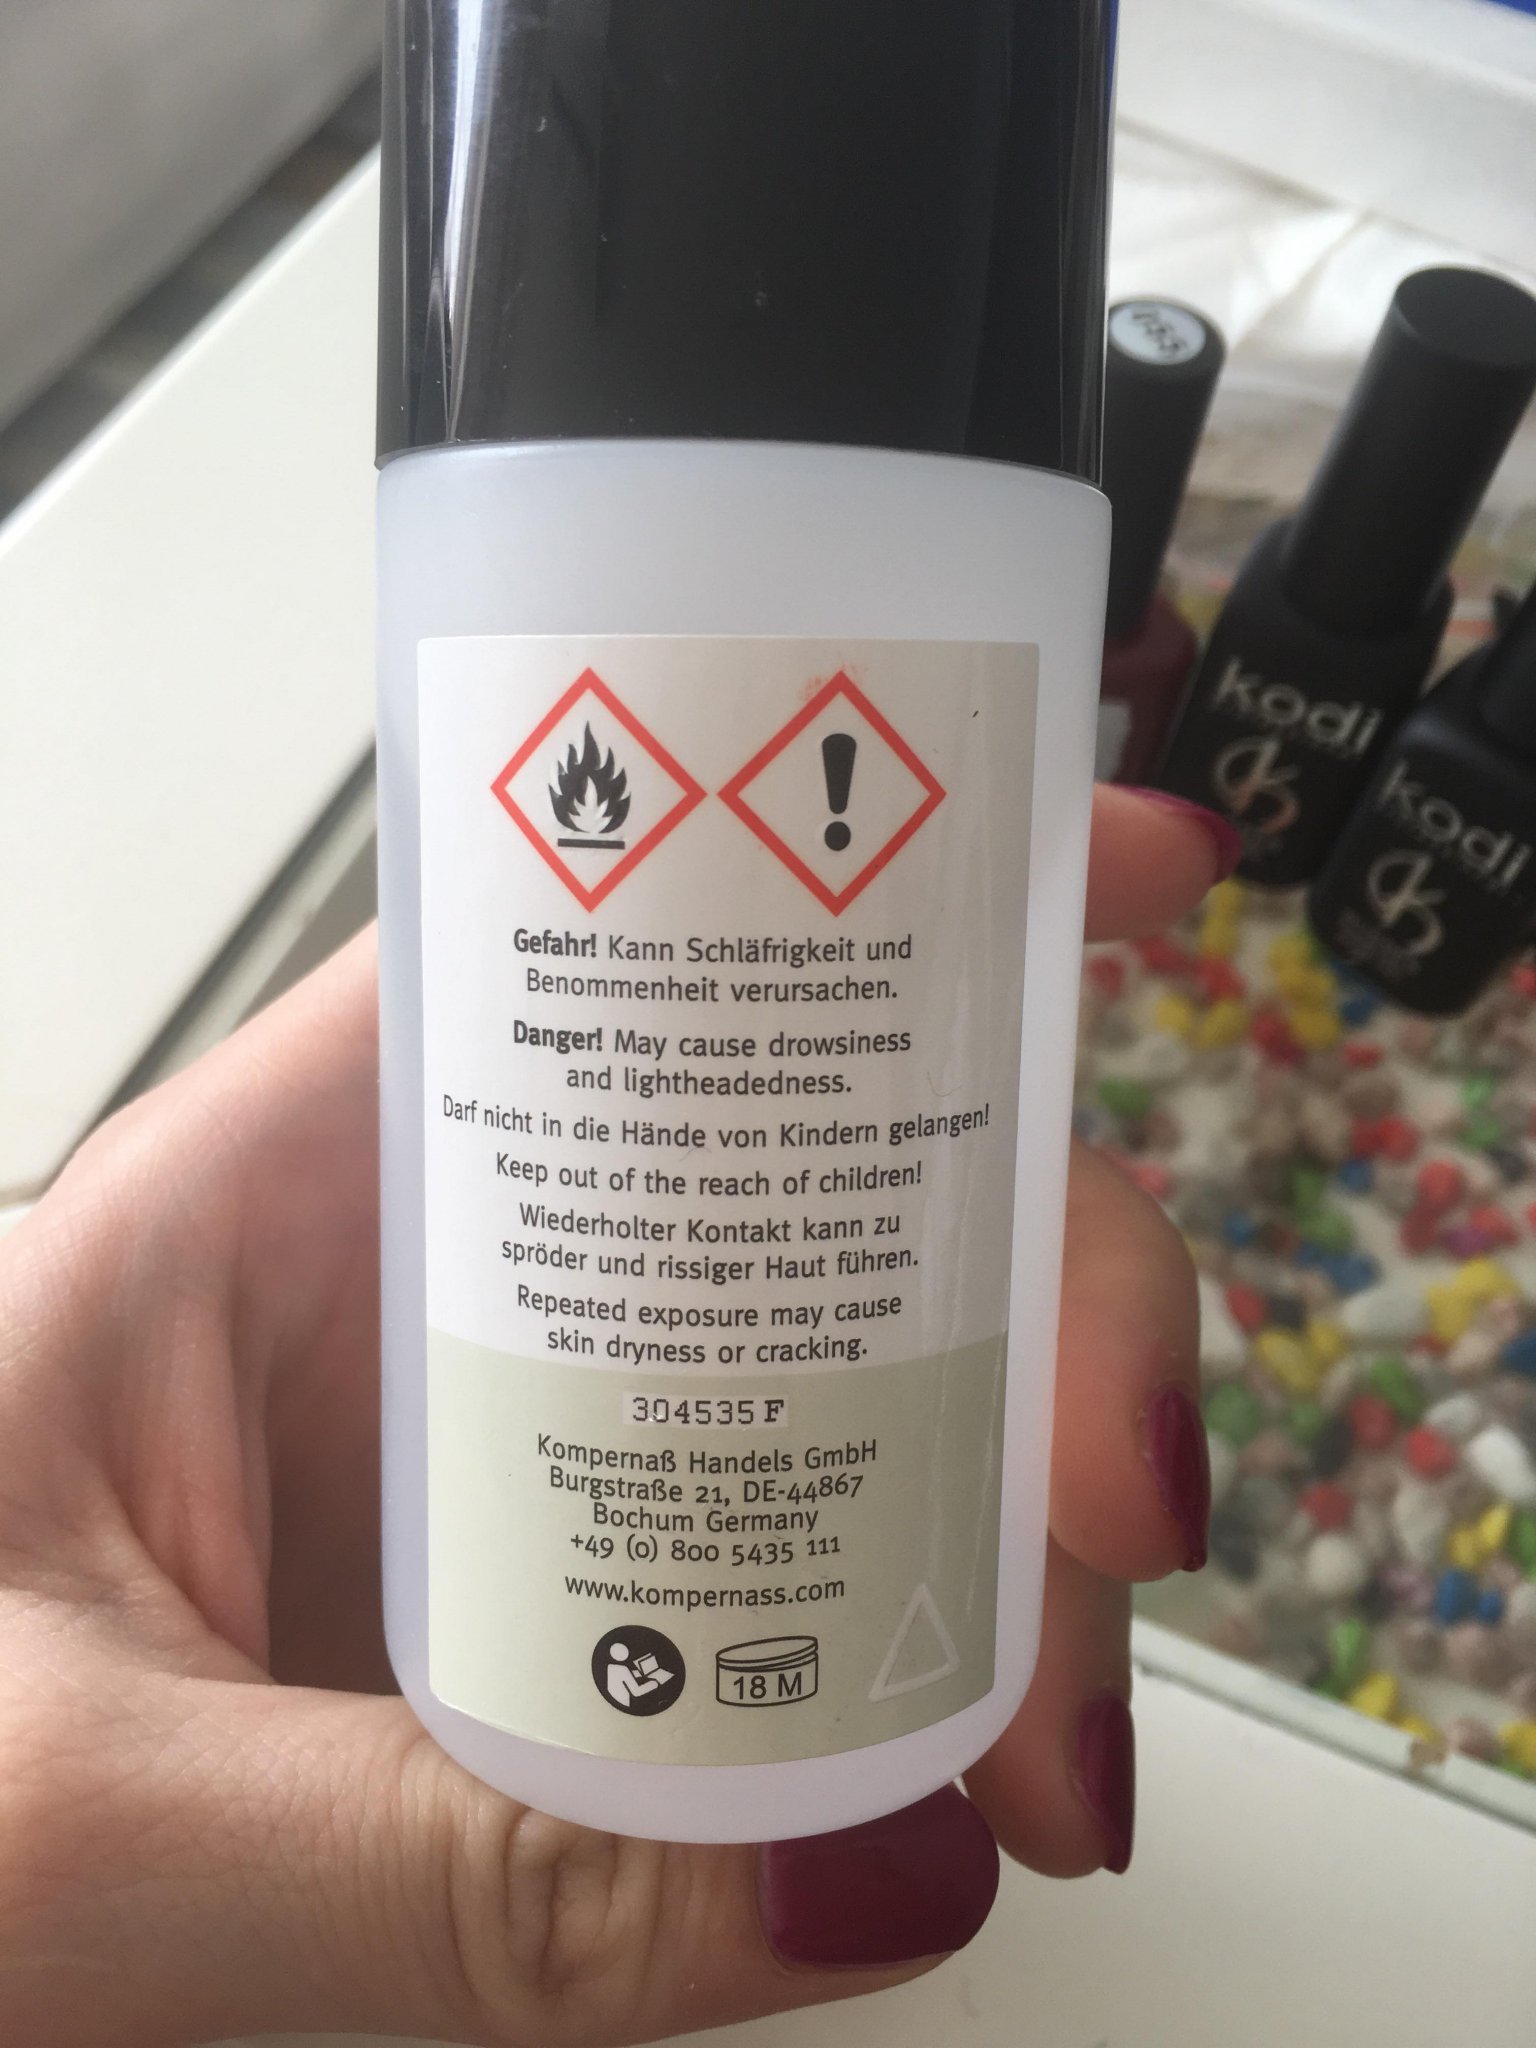 Gefahr! Kann Schläfrigkeit und
Benommenheit verursachen.
Danger! May cause drowsiness
and lightheadedness.
Darf nicht in die Hände von Kindern gelangen!
Keep out of the reach of children!
Wiederholter Kontakt kann zu
spröder und rissiger Haut führen.
Repeated exposure may cause
skin dryness or cracking.
304535 F
Kompernaß Handels GmbH
Burgstraße 21, DE-44867
Bochum Germany
+49 (0) 800 5435 111
www.kompernass.com
18 M
kodi
kodi